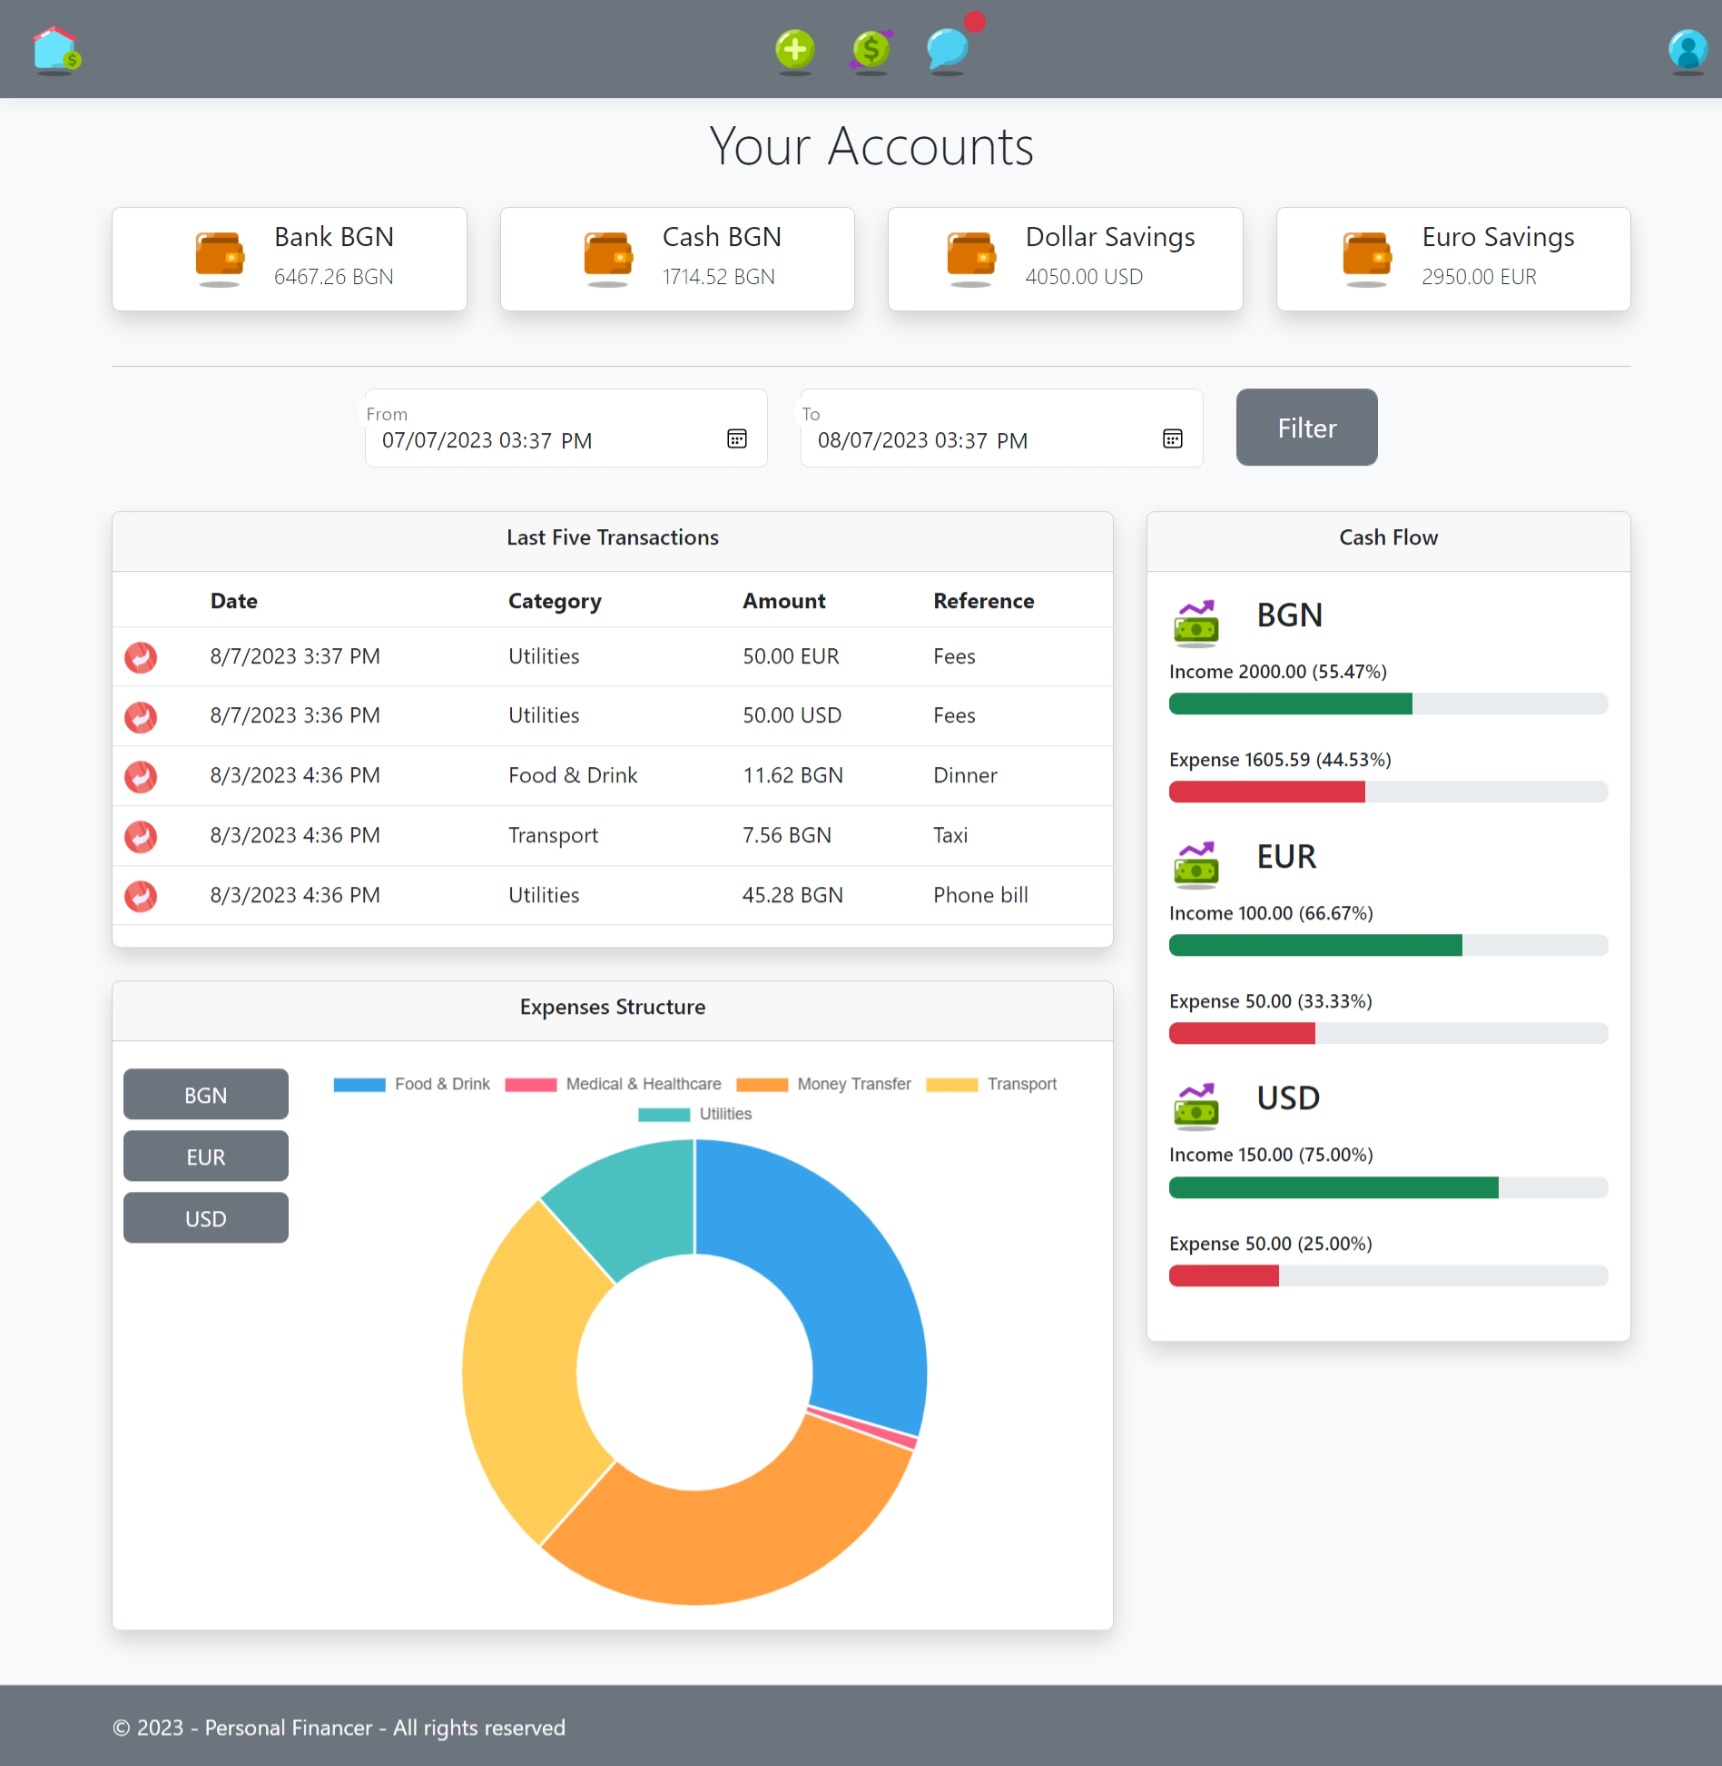 Your Accounts
Bank BGN
6467.26 BGN
Cash BGN
1714.52 BGN
Dollar Savings
4050.00 USD
Euro Savings
2950.00 EUR
From
07/07/2023 03:37 PM
To
08/07/2023 03:37 PM
Filter
Last Five Transactions
Date Category Amount Reference
8/7/2023 3:37 PM Utilities 50.00 EUR Fees
8/7/2023 3:36 PM Utilities 50.00 USD Fees
8/3/2023 4:36 PM Food & Drink 11.62 BGN Dinner
8/3/2023 4:36 PM Transport 7.56 BGN Taxi
8/3/2023 4:36 PM Utilities 45.28 BGN Phone bill
Cash Flow
BGN
Income 2000.00 (55.47%)
Expense 1605.59 (44.53%)
EUR
Income 100.00 (66.67%)
Expense 50.00 (33.33%)
USD
Income 150.00 (75.00%)
Expense 50.00 (25.00%)
Expenses Structure
BGN
EUR
USD
Food & Drink Medical & Healthcare Money Transfer Transport
Utilities
© 2023 - Personal Financer - All rights reserved